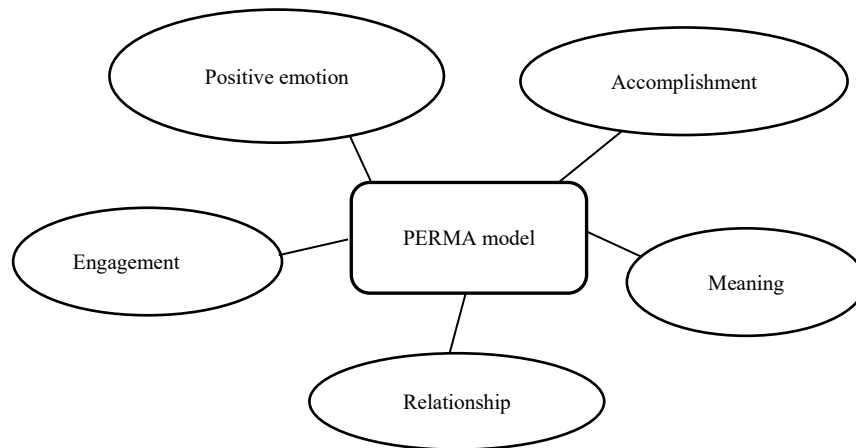 Positive emotion
Accomplishment
PERMA model
Engagement
Meaning
Relationship